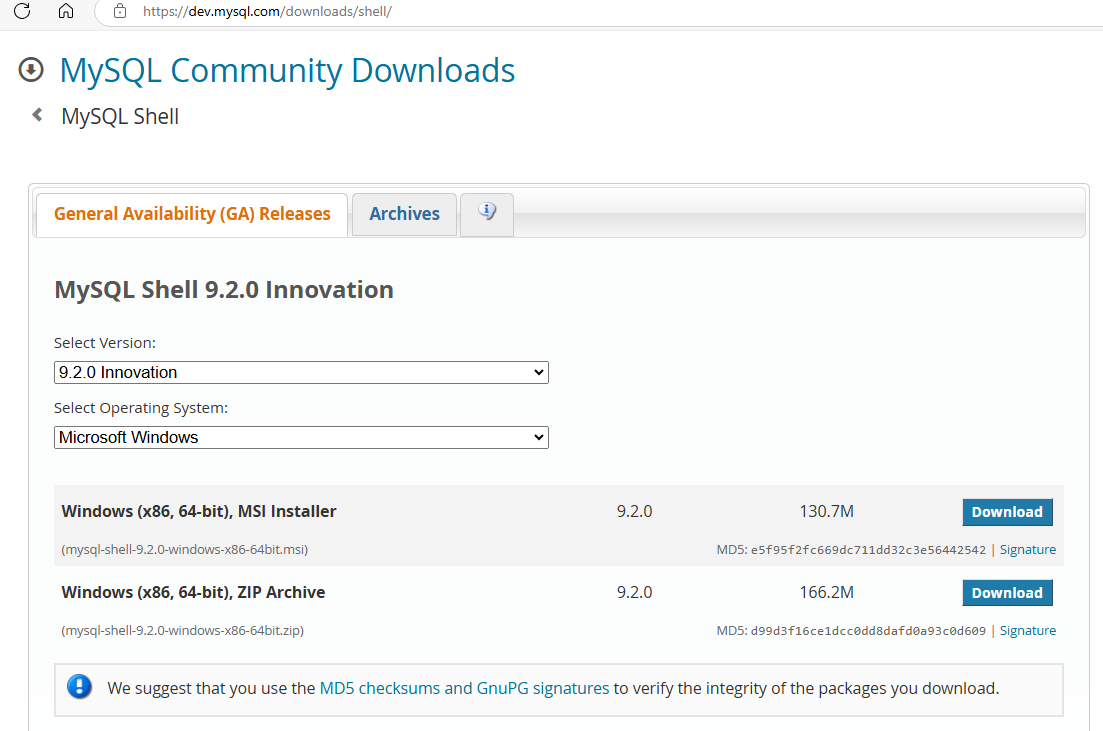 https://dev.mysql.com/downloads/shell/
MySQL Community Downloads
MySQL Shell
General Availability (GA) Releases
Archives
MySQL Shell 9.2.0 Innovation
Select Version:
9.2.0 Innovation
Select Operating System:
Microsoft Windows
Windows (x86, 64-bit), MSI Installer 9.2.0 130.7M Download
(mysql-shell-9.2.0-windows-x86-64bit.msi) MD5: e5f95f2fc669dc711dd32c3e56442542 | Signature
Windows (x86, 64-bit), ZIP Archive 9.2.0 166.2M Download
(mysql-shell-9.2.0-windows-x86-64bit.zip) MD5: d99d3f16ce1dcc0dd8dafd0a93c0d609 | Signature
We suggest that you use the MD5 checksums and GnuPG signatures to verify the integrity of the packages you download.